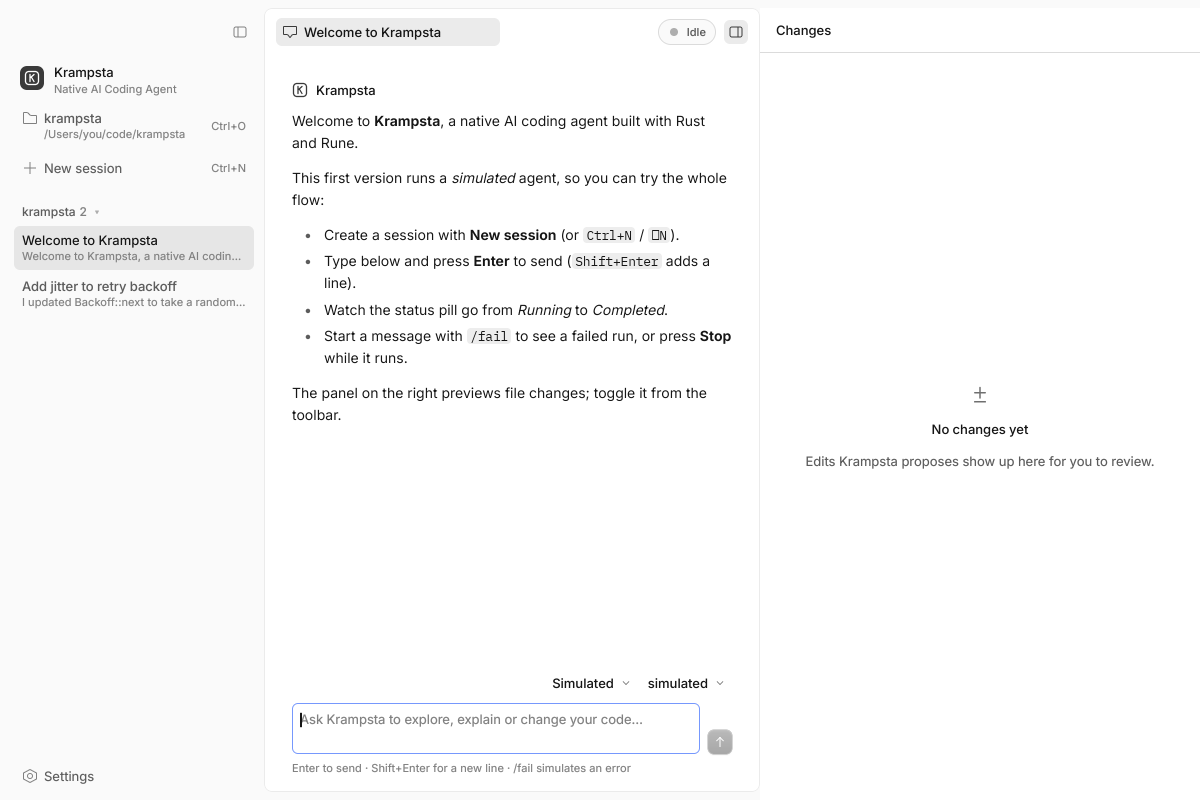 Krampsta
Native AI Coding Agent
krampsta
/Users/you/code/krampsta
Ctrl+O
New session
Ctrl+N
krampsta 2
Welcome to Krampsta
Welcome to Krampsta, a native AI codin...
Add jitter to retry backoff
I updated Backoff::next to take a random...
Settings
Welcome to Krampsta
Idle
K Krampsta
Welcome to Krampsta, a native AI coding agent built with Rust
and Rune.
This first version runs a simulated agent, so you can try the whole
flow:
• Create a session with New session (or Ctrl+N / □N).
• Type below and press Enter to send ( Shift+Enter adds a
line).
• Watch the status pill go from Running to Completed.
• Start a message with /fail to see a failed run, or press Stop
while it runs.
The panel on the right previews file changes; toggle it from the
toolbar.
Simulated
simulated
Ask Krampsta to explore, explain or change your code...
Enter to send · Shift+Enter for a new line · /fail simulates an error
Changes
No changes yet
Edits Krampsta proposes show up here for you to review.